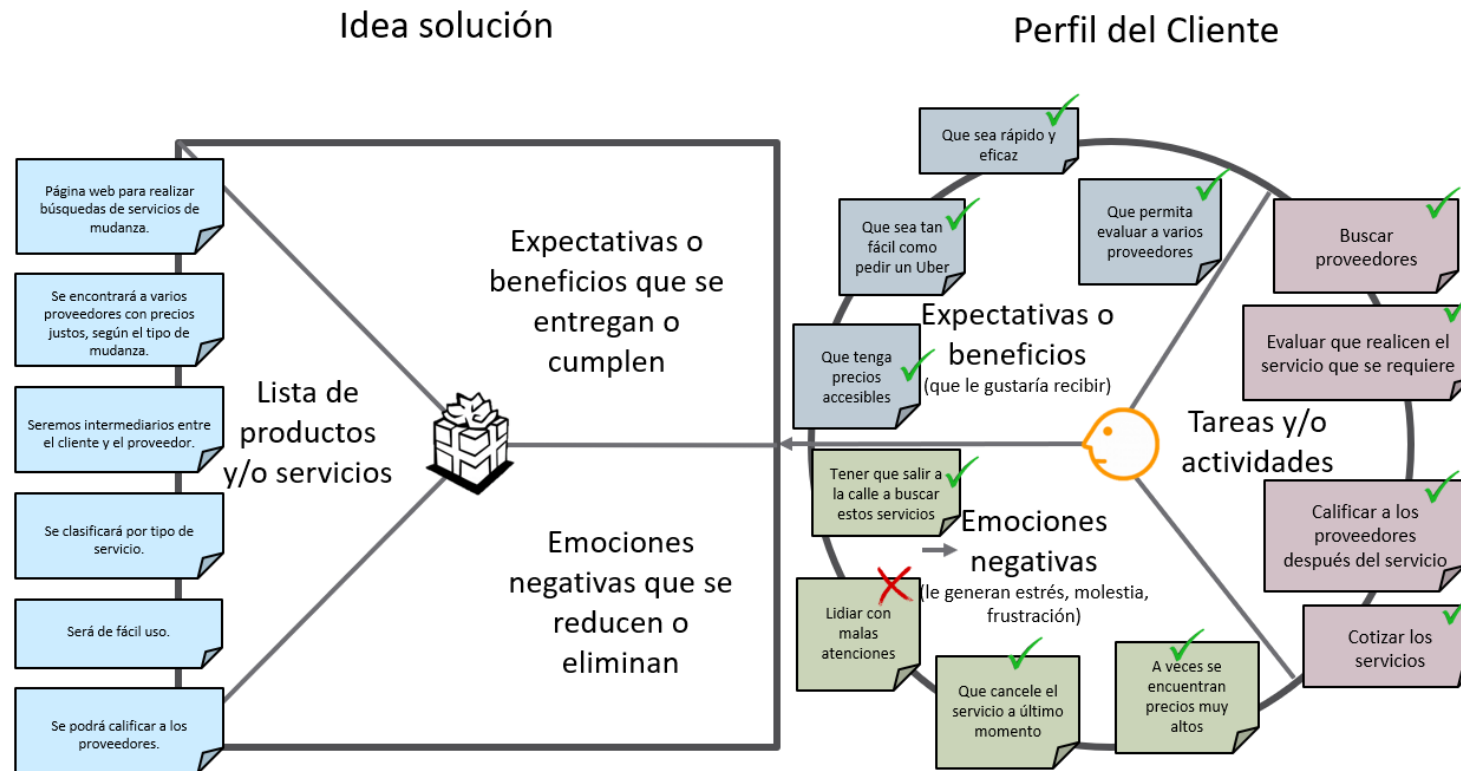 Idea solución
Perfil del Cliente
Página web para realizar
búsquedas de servicios de
mudanza.
Se encontrará a varios
proveedores con precios
justos, según el tipo de
mudanza.
Seremos intermediarios entre
el cliente y el proveedor.
Se clasificará por tipo de
servicio.
Será de fácil uso.
Se podrá calificar a los
proveedores.
Lista de
productos
y/o servicios
Expectativas o
beneficios que se
entregan o
cumplen
Emociones
negativas que se
reducen o
eliminan
Que sea rápido y
eficaz
Que permita
evaluar a varios
proveedores
Que sea tan
fácil como
pedir un Uber
Que tenga
precios
accesibles
Expectativas o
beneficios
(que le gustaría recibir)
Buscar
proveedores
Evaluar que realicen el
servicio que se requiere
Tareas y/o
actividades
Calificar a los
proveedores
después del servicio
Cotizar los
servicios
Tener que salir a
la calle a buscar
estos servicios
Emociones
negativas
(le generan estrés, molestia,
frustración)
Lidiar con
malas
atenciones
Que cancele el
servicio a último
momento
A veces se
encuentran
precios muy
altos